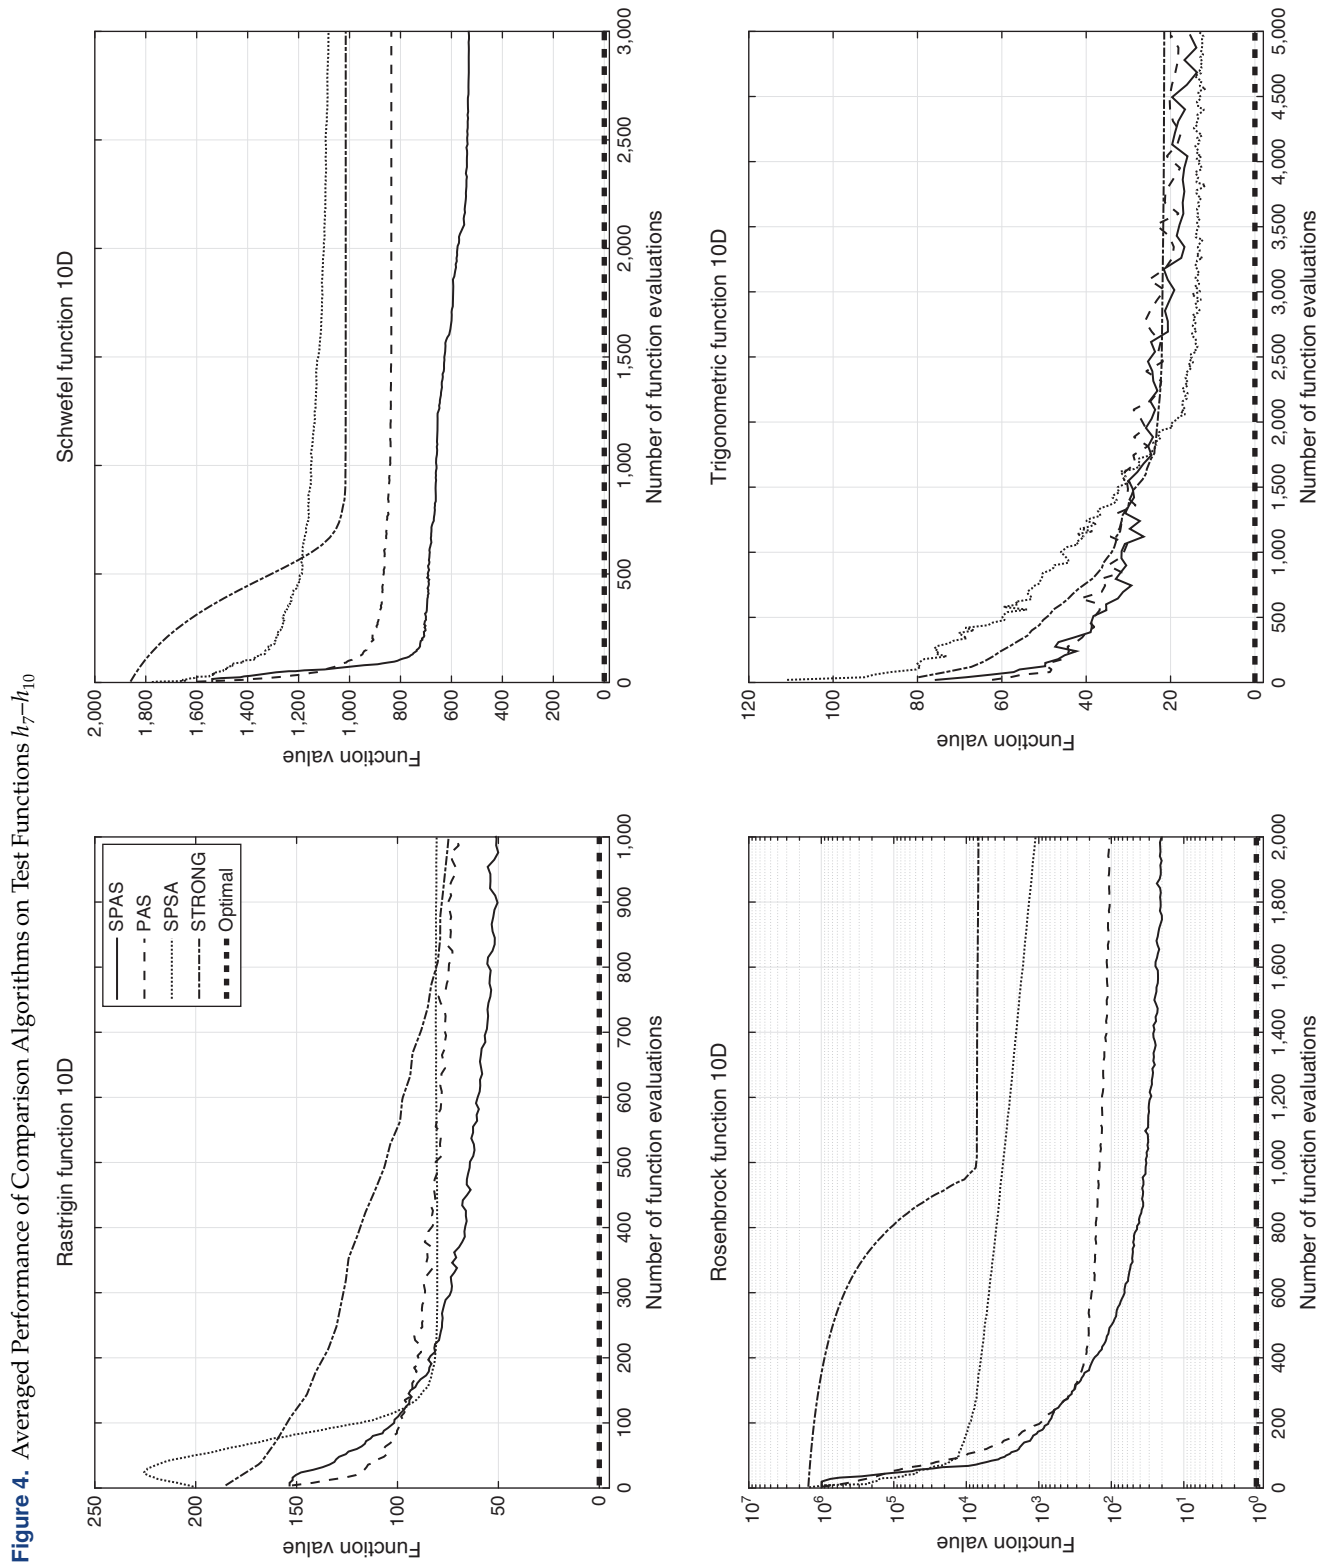 Figure 4. Averaged Performance of Comparison Algorithms on Test Functions h7–h10
Rastrigin function 10D
250
200
150
100
50
0
Function value
0 100 200 300 400 500 600 700 800 900 1,000
Number of function evaluations
SPAS
PAS
SPSA
STRONG
Optimal
Schwefel function 10D
2,000
1,800
1,600
1,400
1,200
1,000
800
600
400
200
0
Function value
0 500 1,000 1,500 2,000 2,500 3,000
Number of function evaluations
Rosenbrock function 10D
10^7
10^6
10^5
10^4
10^3
10^2
10^1
10^0
Function value
0 200 400 600 800 1,000 1,200 1,400 1,600 1,800 2,000
Number of function evaluations
Trigonometric function 10D
120
100
80
60
40
20
0
Function value
0 500 1,000 1,500 2,000 2,500 3,000 3,500 4,000 4,500 5,000
Number of function evaluations